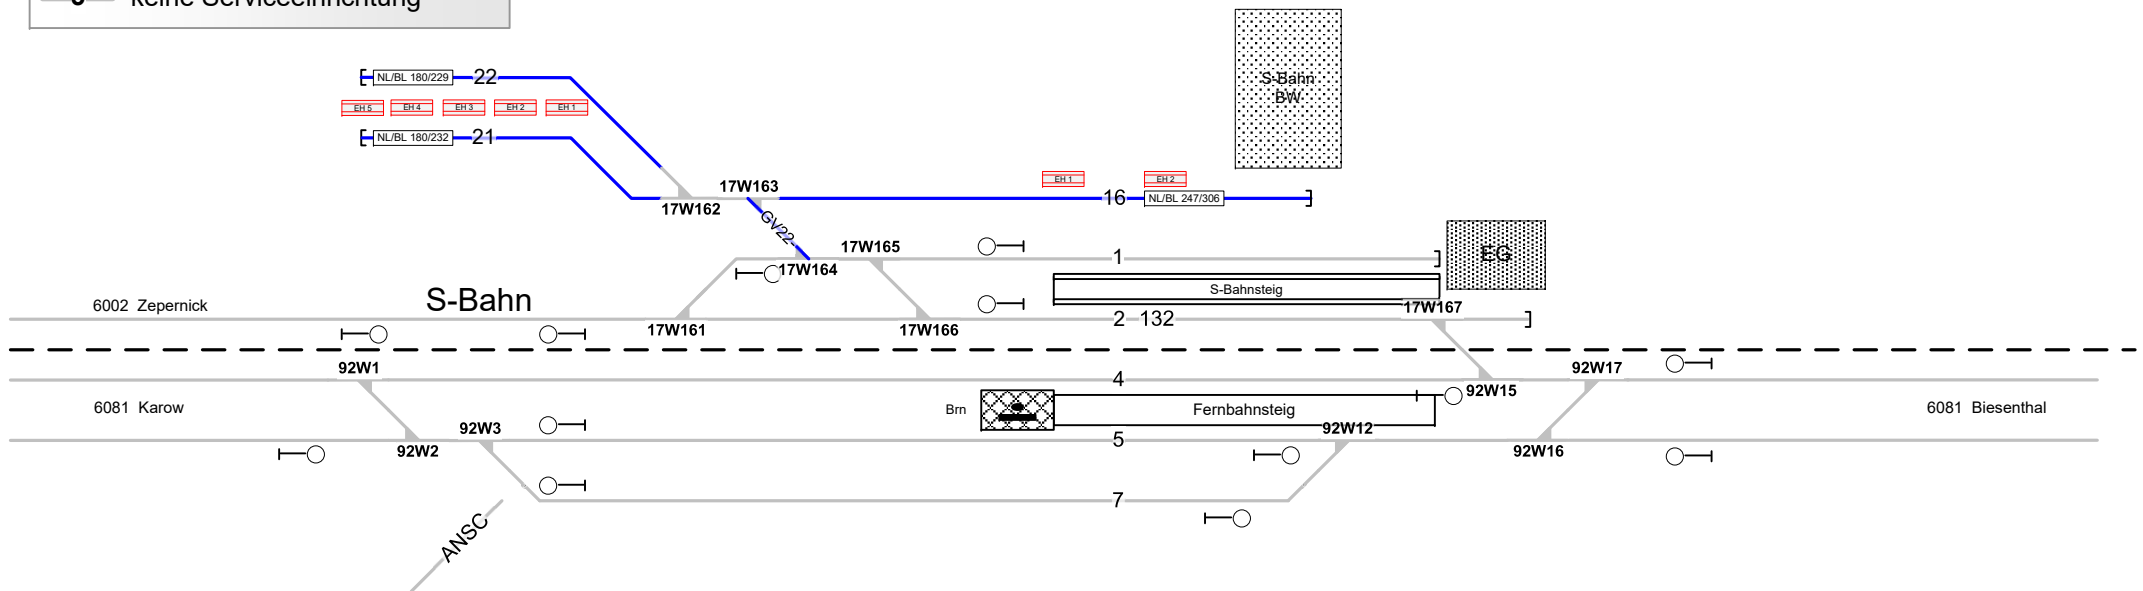 keine Serviceeinrichtung
S-Bahn
BW
NL/BL 180/229
22
EH 5
EH 4
EH 3
EH 2
EH 1
NL/BL 180/232
21
17W163
EH 1
EH 2
17W162
16
NL/BL 247/306
GV22
17W165
1
EG
17W164
S-Bahnsteig
6002 Zepernick
S-Bahn
17W167
17W161
17W166
2
132
92W1
4
92W17
92W15
6081 Karow
Brn
Fernbahnsteig
6081 Biesenthal
92W3
92W12
5
92W2
92W16
7
ANSC